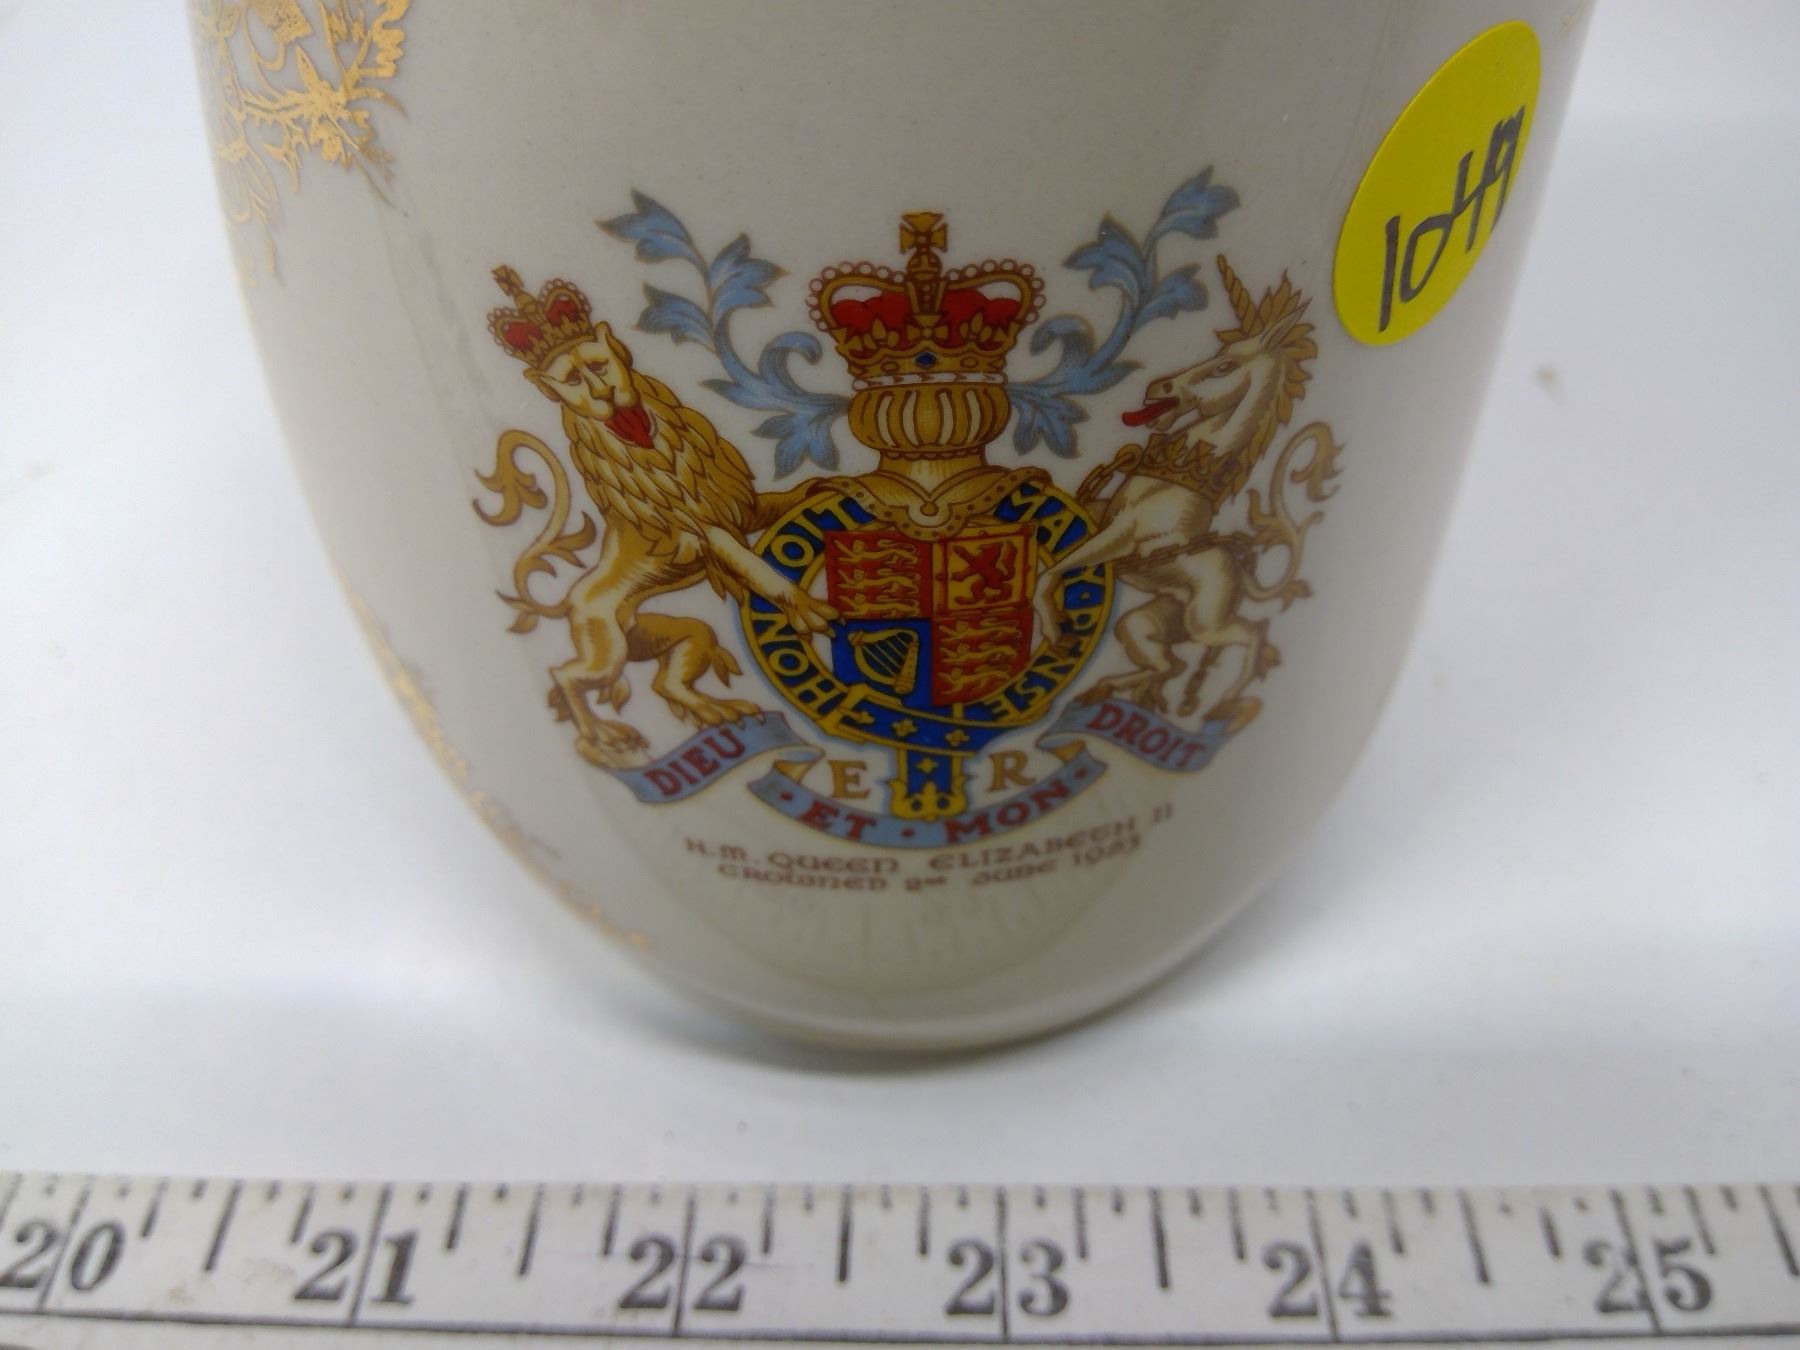 1049
HONI SOIT MAL Y PENSE
DIEU ET MON DROIT
E R
H.M. QUEEN ELIZABETH II
CROWNED 2ND JUNE 1953
20 21 22 23 24 25